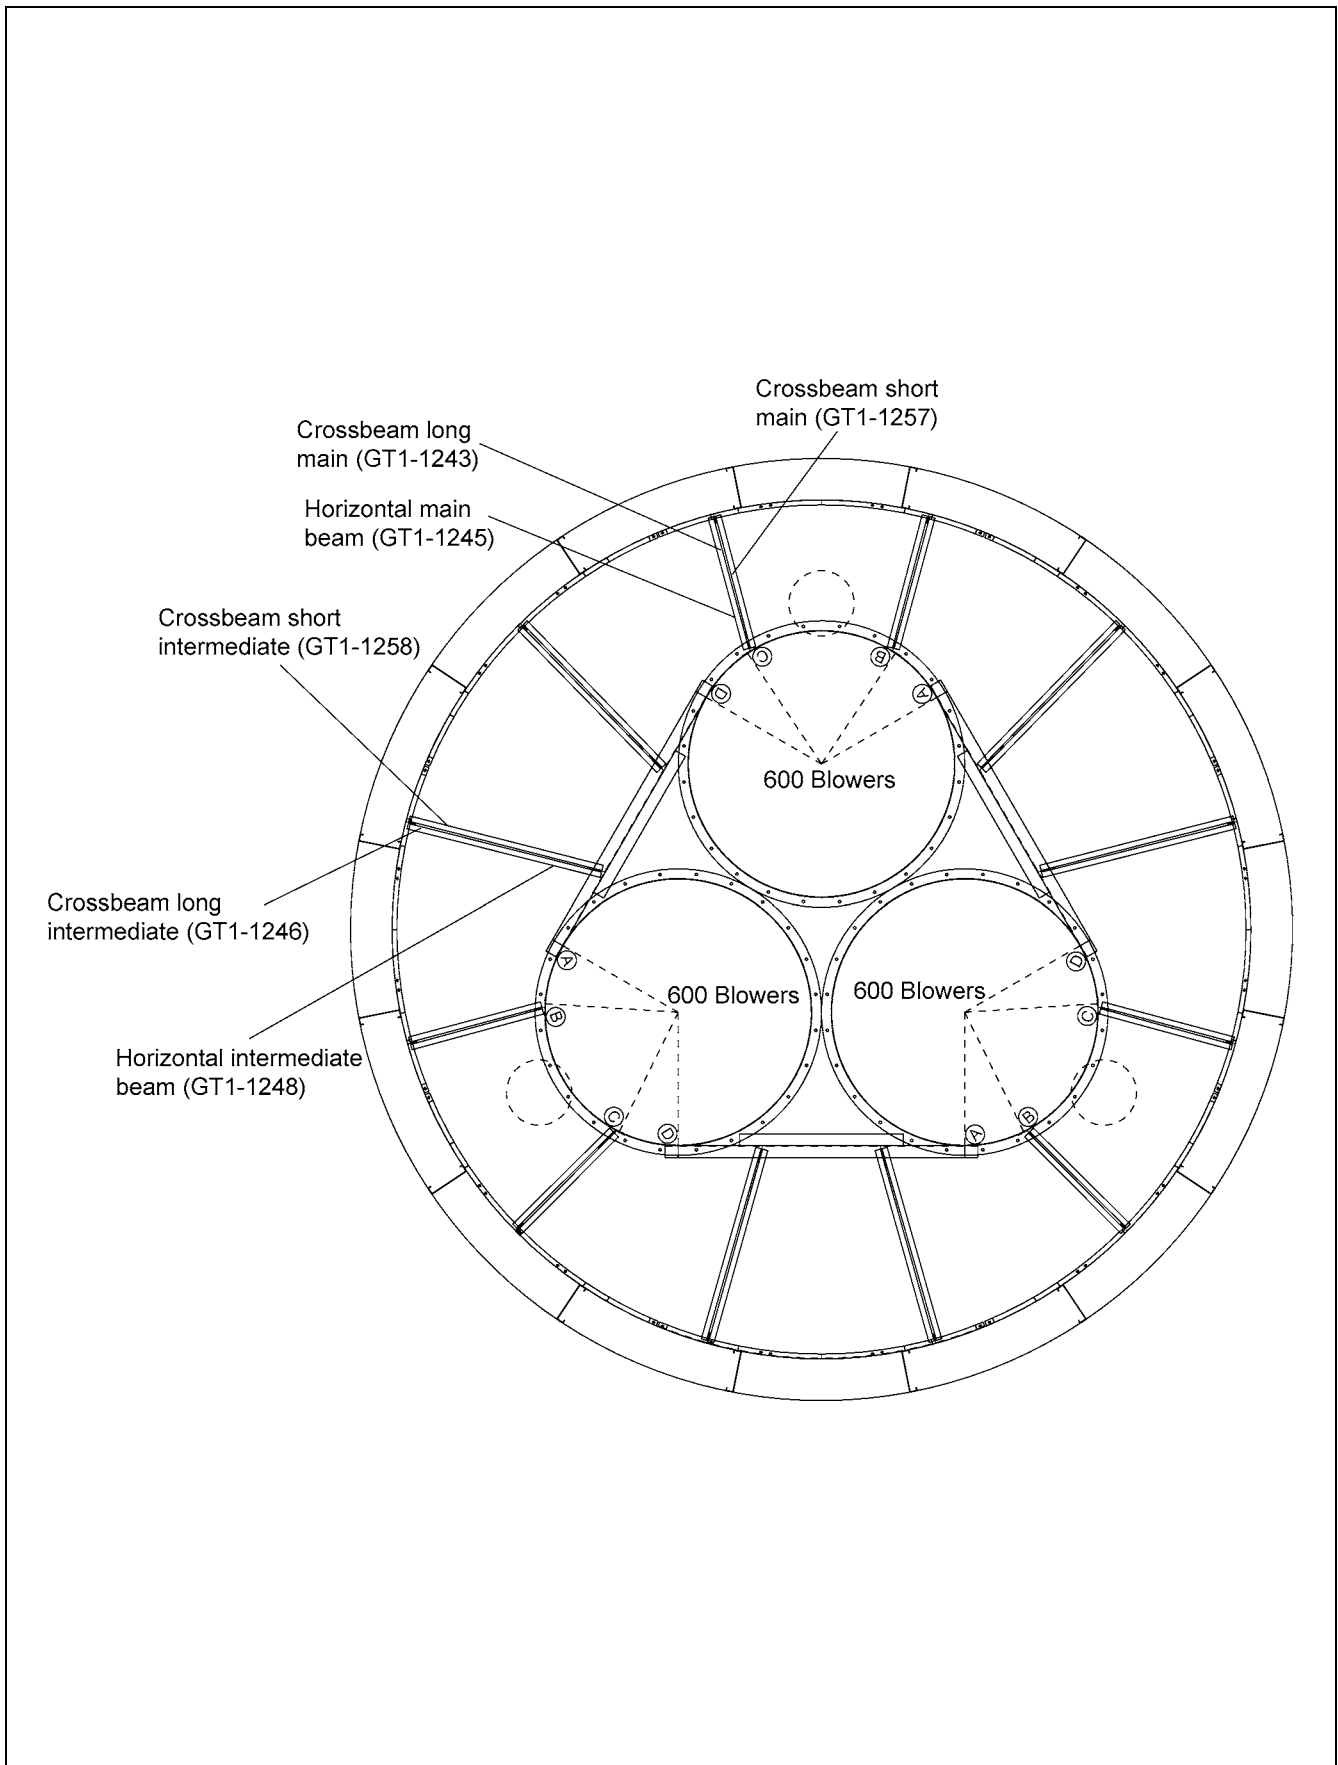 Crossbeam short
main (GT1-1257)
Crossbeam long
main (GT1-1243)
Horizontal main
beam (GT1-1245)
Crossbeam short
intermediate (GT1-1258)
C
B
D
A
600 Blowers
Crossbeam long
intermediate (GT1-1246)
A
D
600 Blowers
600 Blowers
B
C
Horizontal intermediate
beam (GT1-1248)
C
D
A
B